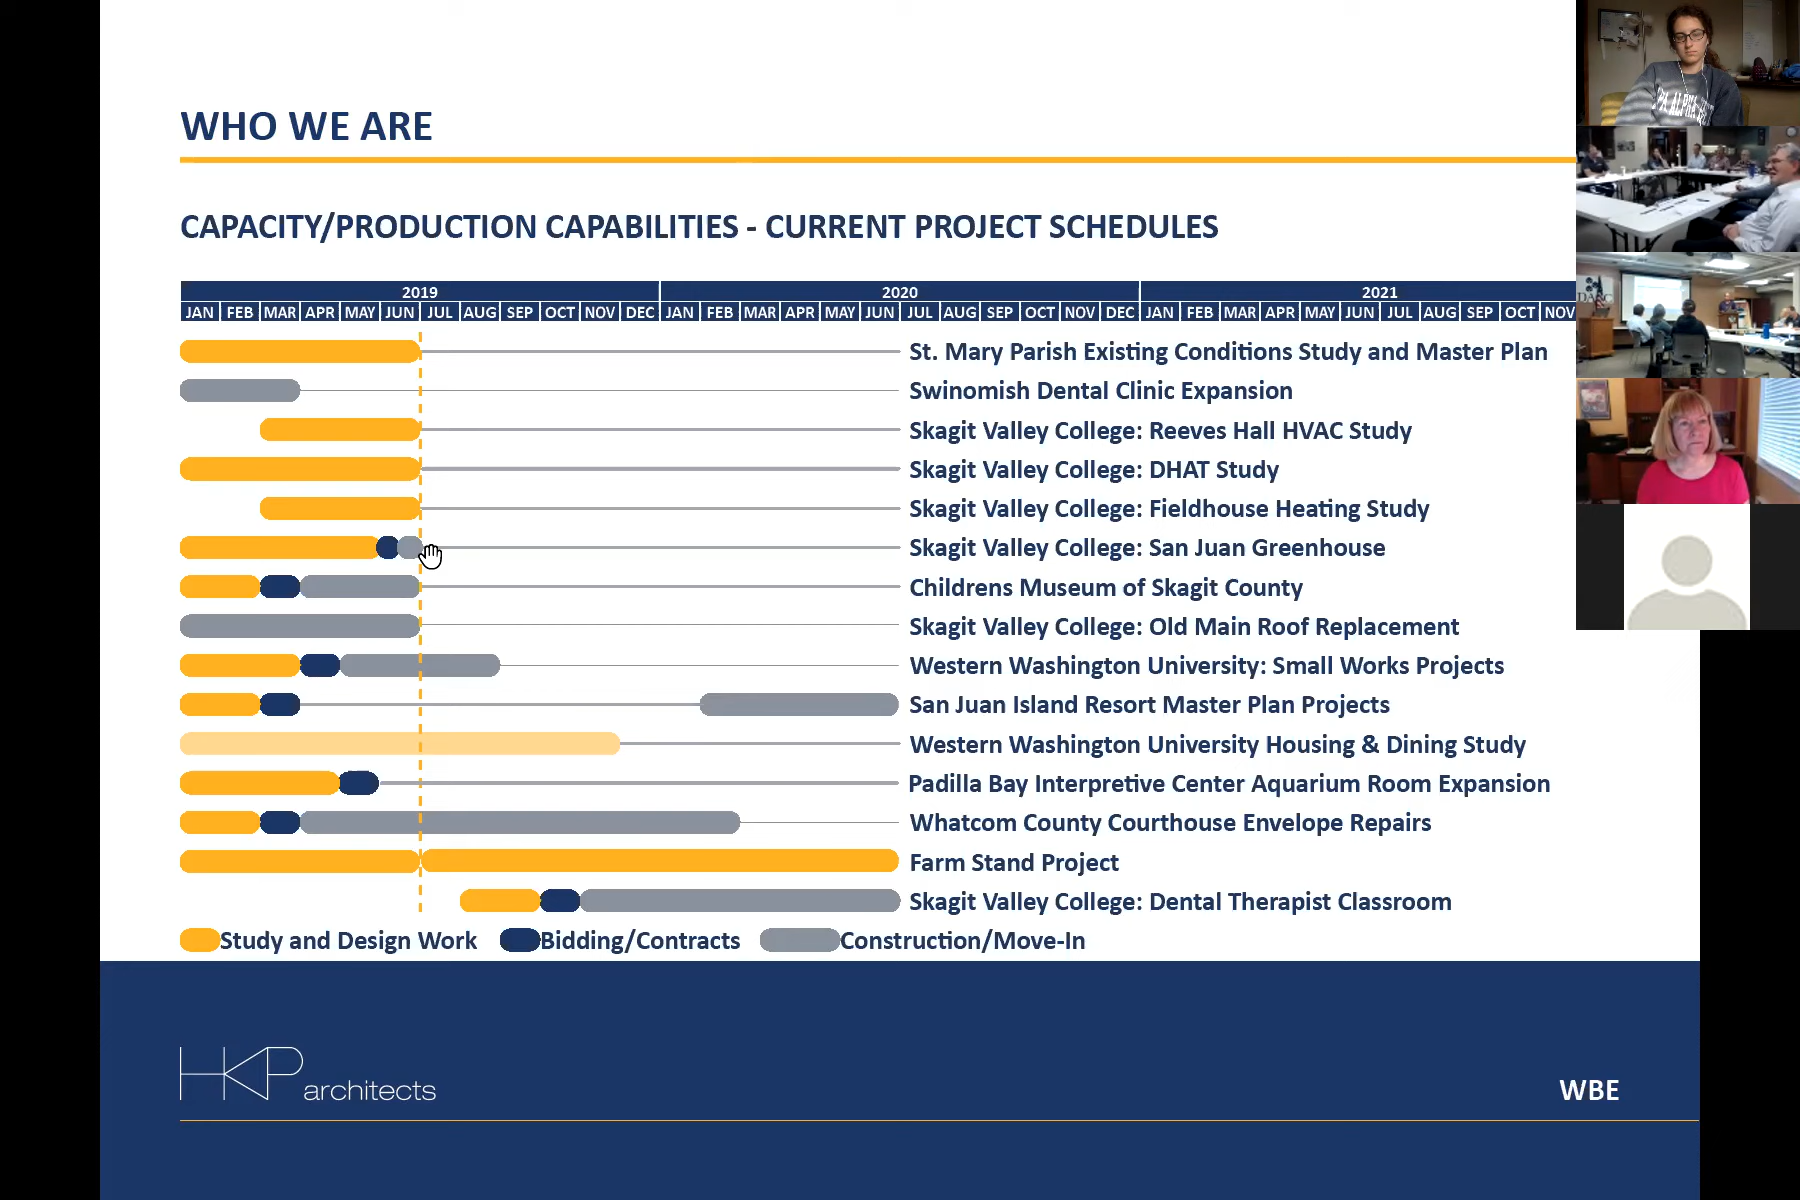 WHO WE ARE
CAPACITY/PRODUCTION CAPABILITIES - CURRENT PROJECT SCHEDULES
2019 2020 2021
JAN FEB MAR APR MAY JUN JUL AUG SEP OCT NOV DEC JAN FEB MAR APR MAY JUN JUL AUG SEP OCT NOV DEC JAN FEB MAR APR MAY JUN JUL AUG SEP OCT NOV
St. Mary Parish Existing Conditions Study and Master Plan
Swinomish Dental Clinic Expansion
Skagit Valley College: Reeves Hall HVAC Study
Skagit Valley College: DHAT Study
Skagit Valley College: Fieldhouse Heating Study
Skagit Valley College: San Juan Greenhouse
Childrens Museum of Skagit County
Skagit Valley College: Old Main Roof Replacement
Western Washington University: Small Works Projects
San Juan Island Resort Master Plan Projects
Western Washington University Housing & Dining Study
Padilla Bay Interpretive Center Aquarium Room Expansion
Whatcom County Courthouse Envelope Repairs
Farm Stand Project
Skagit Valley College: Dental Therapist Classroom
Study and Design Work Bidding/Contracts Construction/Move-In
HKP architects
WBE